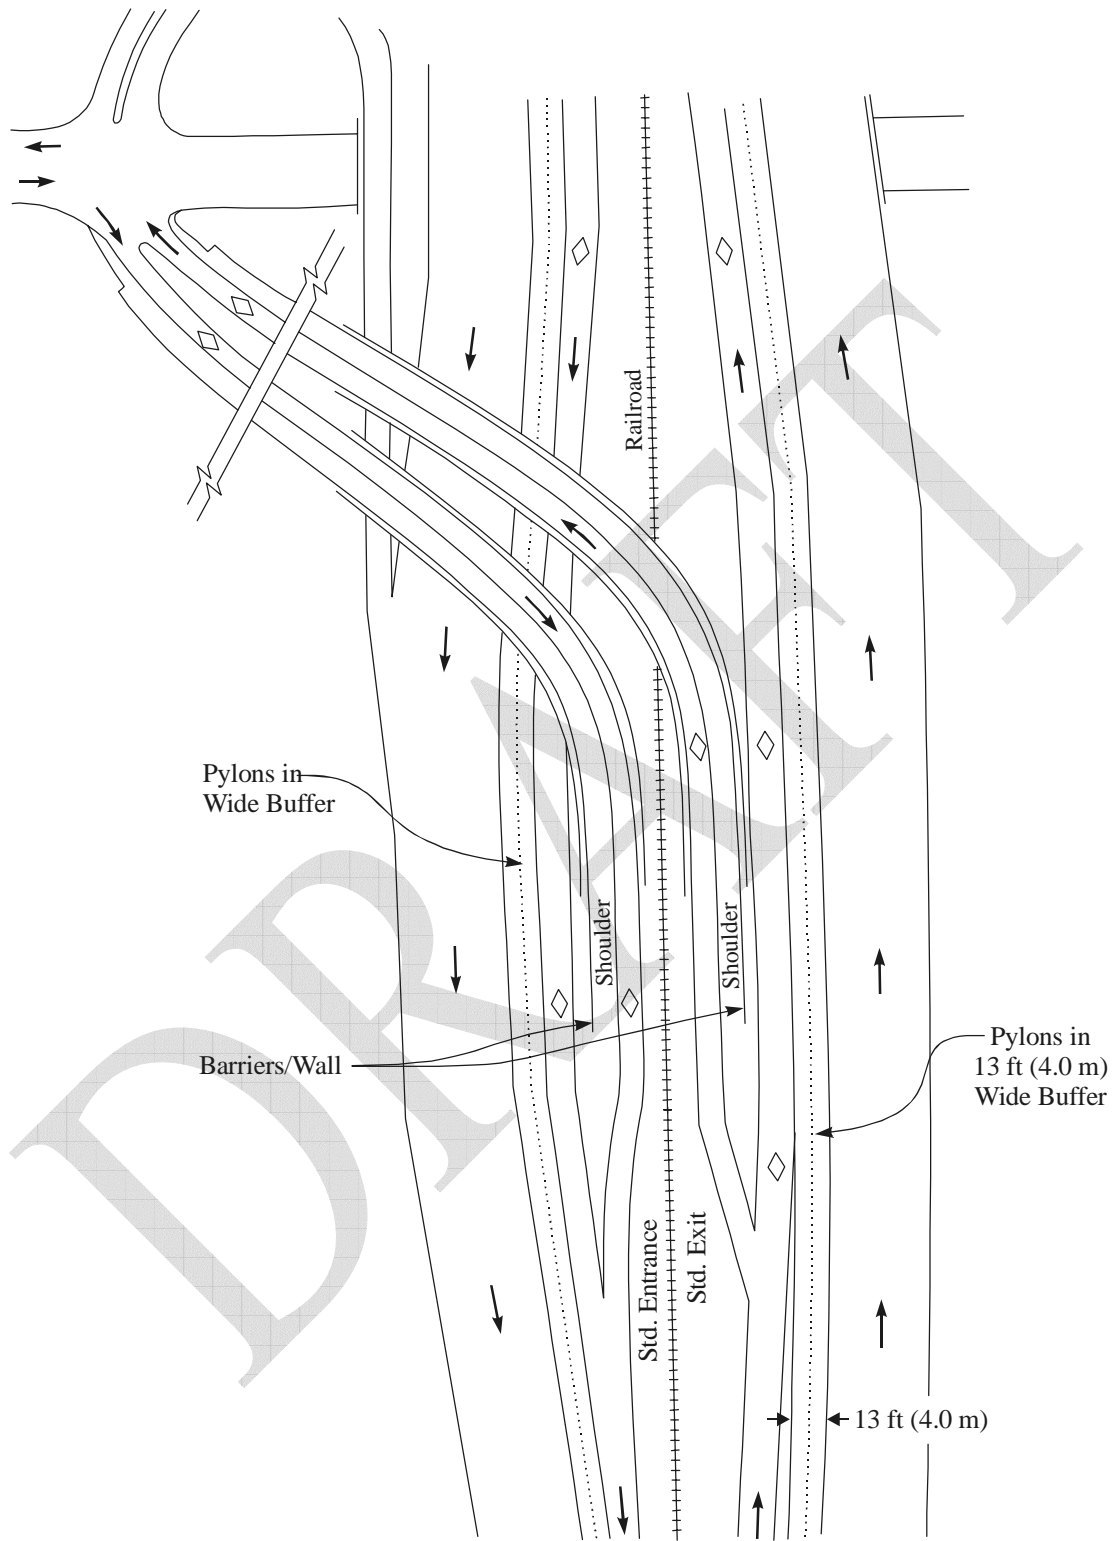 Railroad
Pylons in
Wide Buffer
Shoulder
Shoulder
Barriers/Wall
Pylons in
13 ft (4.0 m)
Wide Buffer
Std. Entrance
Std. Exit
13 ft (4.0 m)
DRAFT